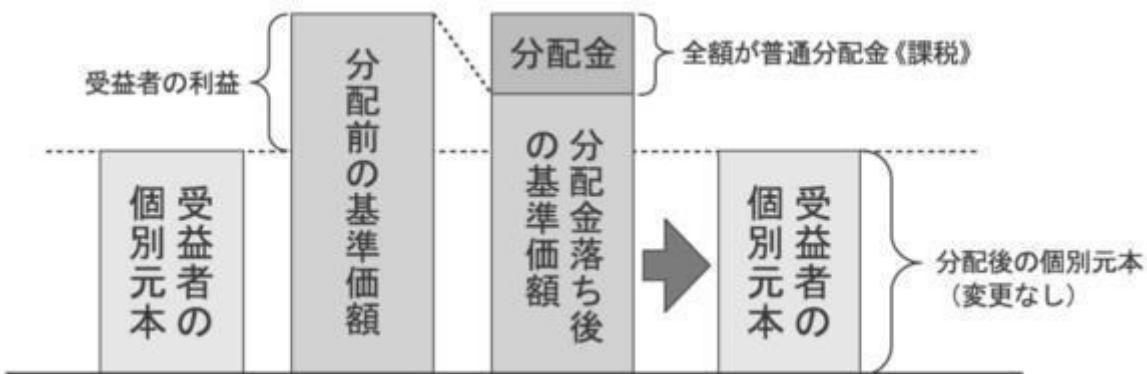 受益者の利益
受益者の
個別元本
分配前の基準価額
分配金
全額が普通分配金《課税》
分配金落ち後
の基準価額
受益者の
個別元本
分配後の個別元本
（変更なし）